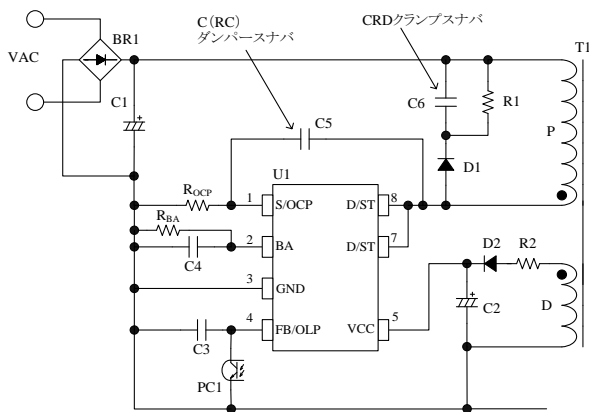 C (RC)
ダンパースナバ
CRDクランプスナバ
BR1
T1
VAC
C1
C6
R1
C5
P
D1
U1
ROCP
1
S/OCP
D/ST
8
RBA
2
BA
D/ST
7
C4
D2
R2
3
GND
C2
D
C3
4
FB/OLP
VCC
5
PC1